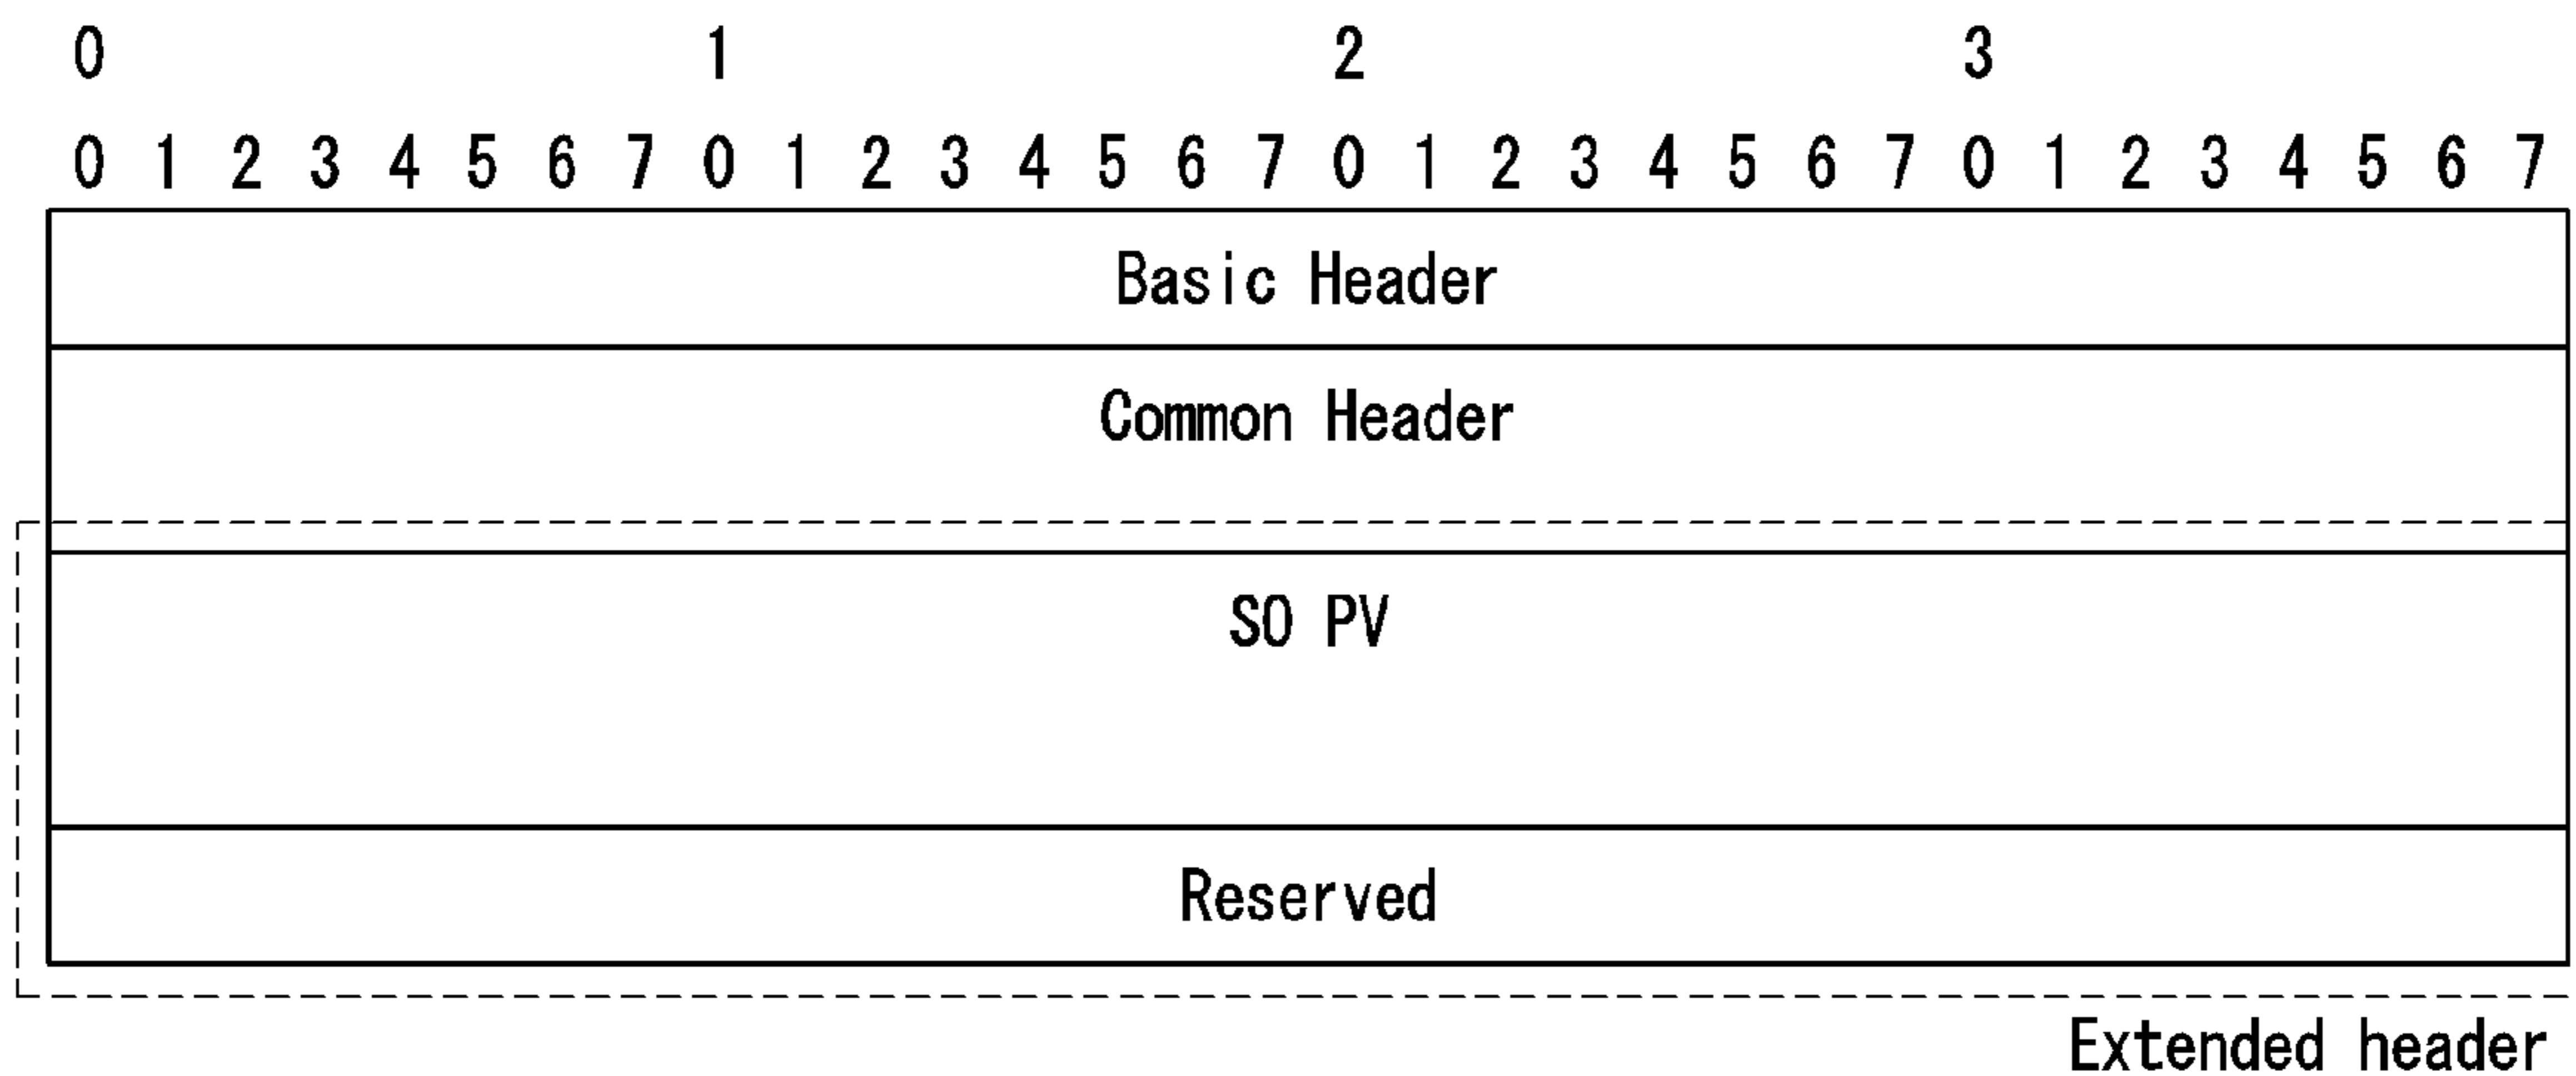 0 1 2 3
0 1 2 3 4 5 6 7 0 1 2 3 4 5 6 7 0 1 2 3 4 5 6 7 0 1 2 3 4 5 6 7
Basic Header
Common Header
SO PV
Reserved
Extended header